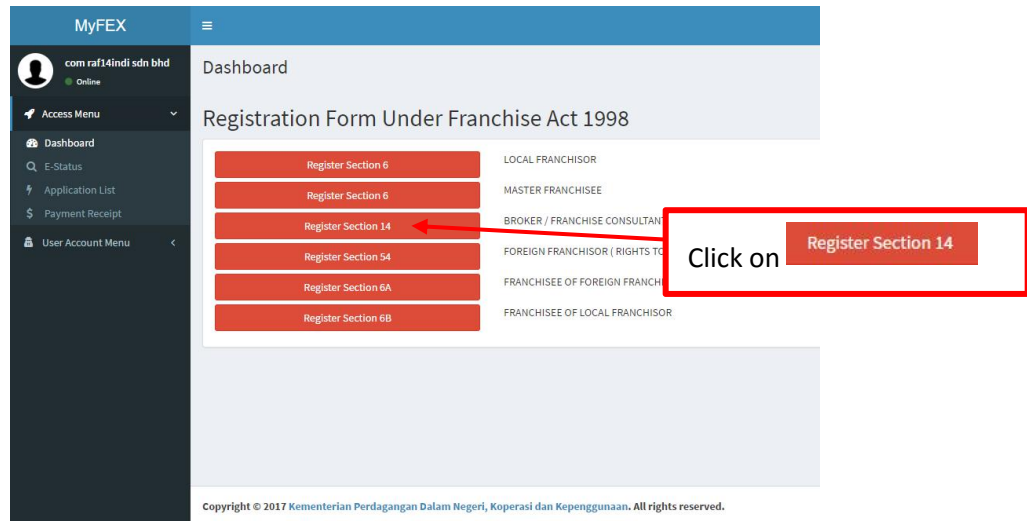 MyFEX
com raf14indi sdn bhd
Online
Access Menu
Dashboard
E-Status
Application List
$ Payment Receipt
User Account Menu
Dashboard
Registration Form Under Franchise Act 1998
Register Section 6 LOCAL FRANCHISOR
Register Section 6 MASTER FRANCHISEE
Register Section 14 BROKER / FRANCHISE CONSULTANT
Register Section 54 FOREIGN FRANCHISOR ( RIGHTS TO
Register Section 6A FRANCHISEE OF FOREIGN
Register Section 6B FRANCHISEE OF LOCAL FRANCHISOR
Click on Register Section 14
Copyright © 2017 Kementerian Perdagangan Dalam Negeri, Koperasi dan Kepenggunaan. All rights reserved.